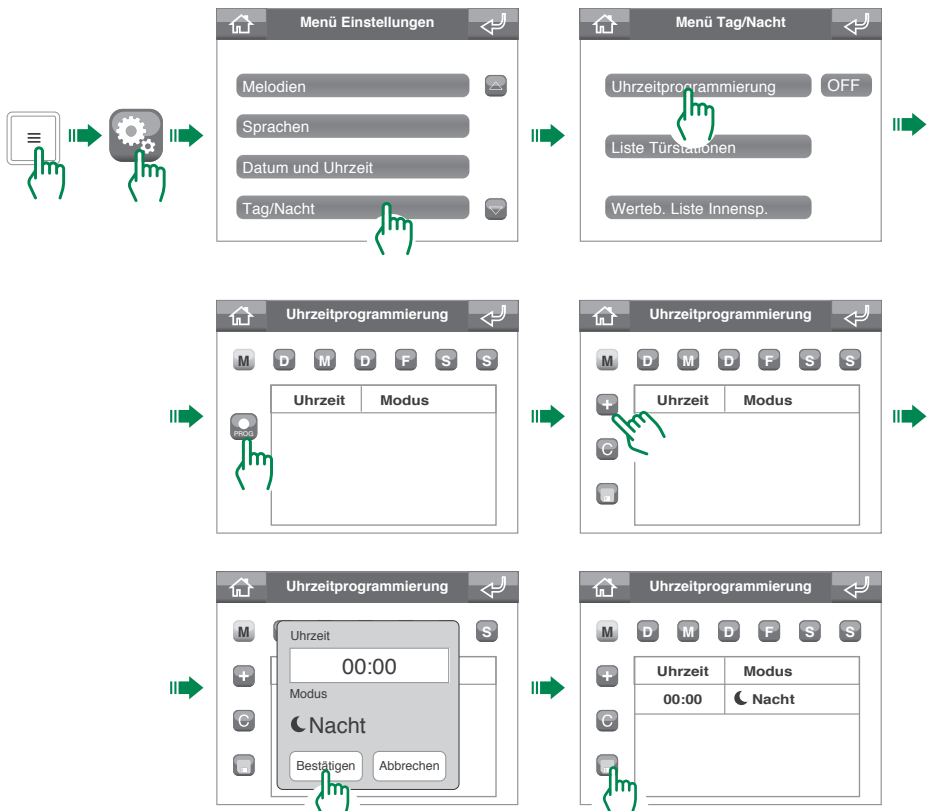 Menü Einstellungen
Melodien
Sprachen
Datum und Uhrzeit
Tag/Nacht
Menü Tag/Nacht
Uhrzeitprogrammierung OFF
Liste Türstationen
Werteb. Liste Innensp.
Uhrzeitprogrammierung
M D M D F S S
Uhrzeit Modus
PROG
Uhrzeitprogrammierung
M D M D F S S
+ Uhrzeit Modus
C
Uhrzeitprogrammierung
M S
Uhrzeit
+ 00:00
Modus
C Nacht
Bestätigen Abbrechen
Uhrzeitprogrammierung
M D M D F S S
+ Uhrzeit Modus
00:00 Nacht
C